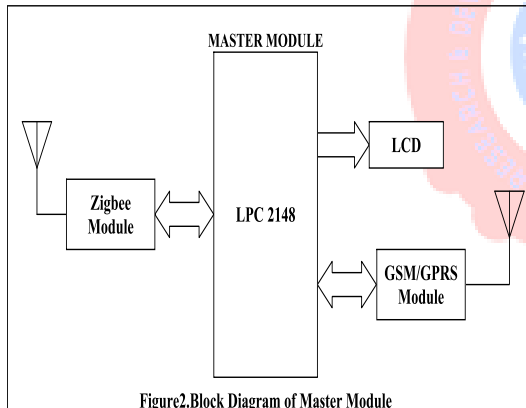 MASTER MODULE
LCD
Zigbee
Module
LPC 2148
GSM/GPRS
Module
Figure2.Block Diagram of Master Module